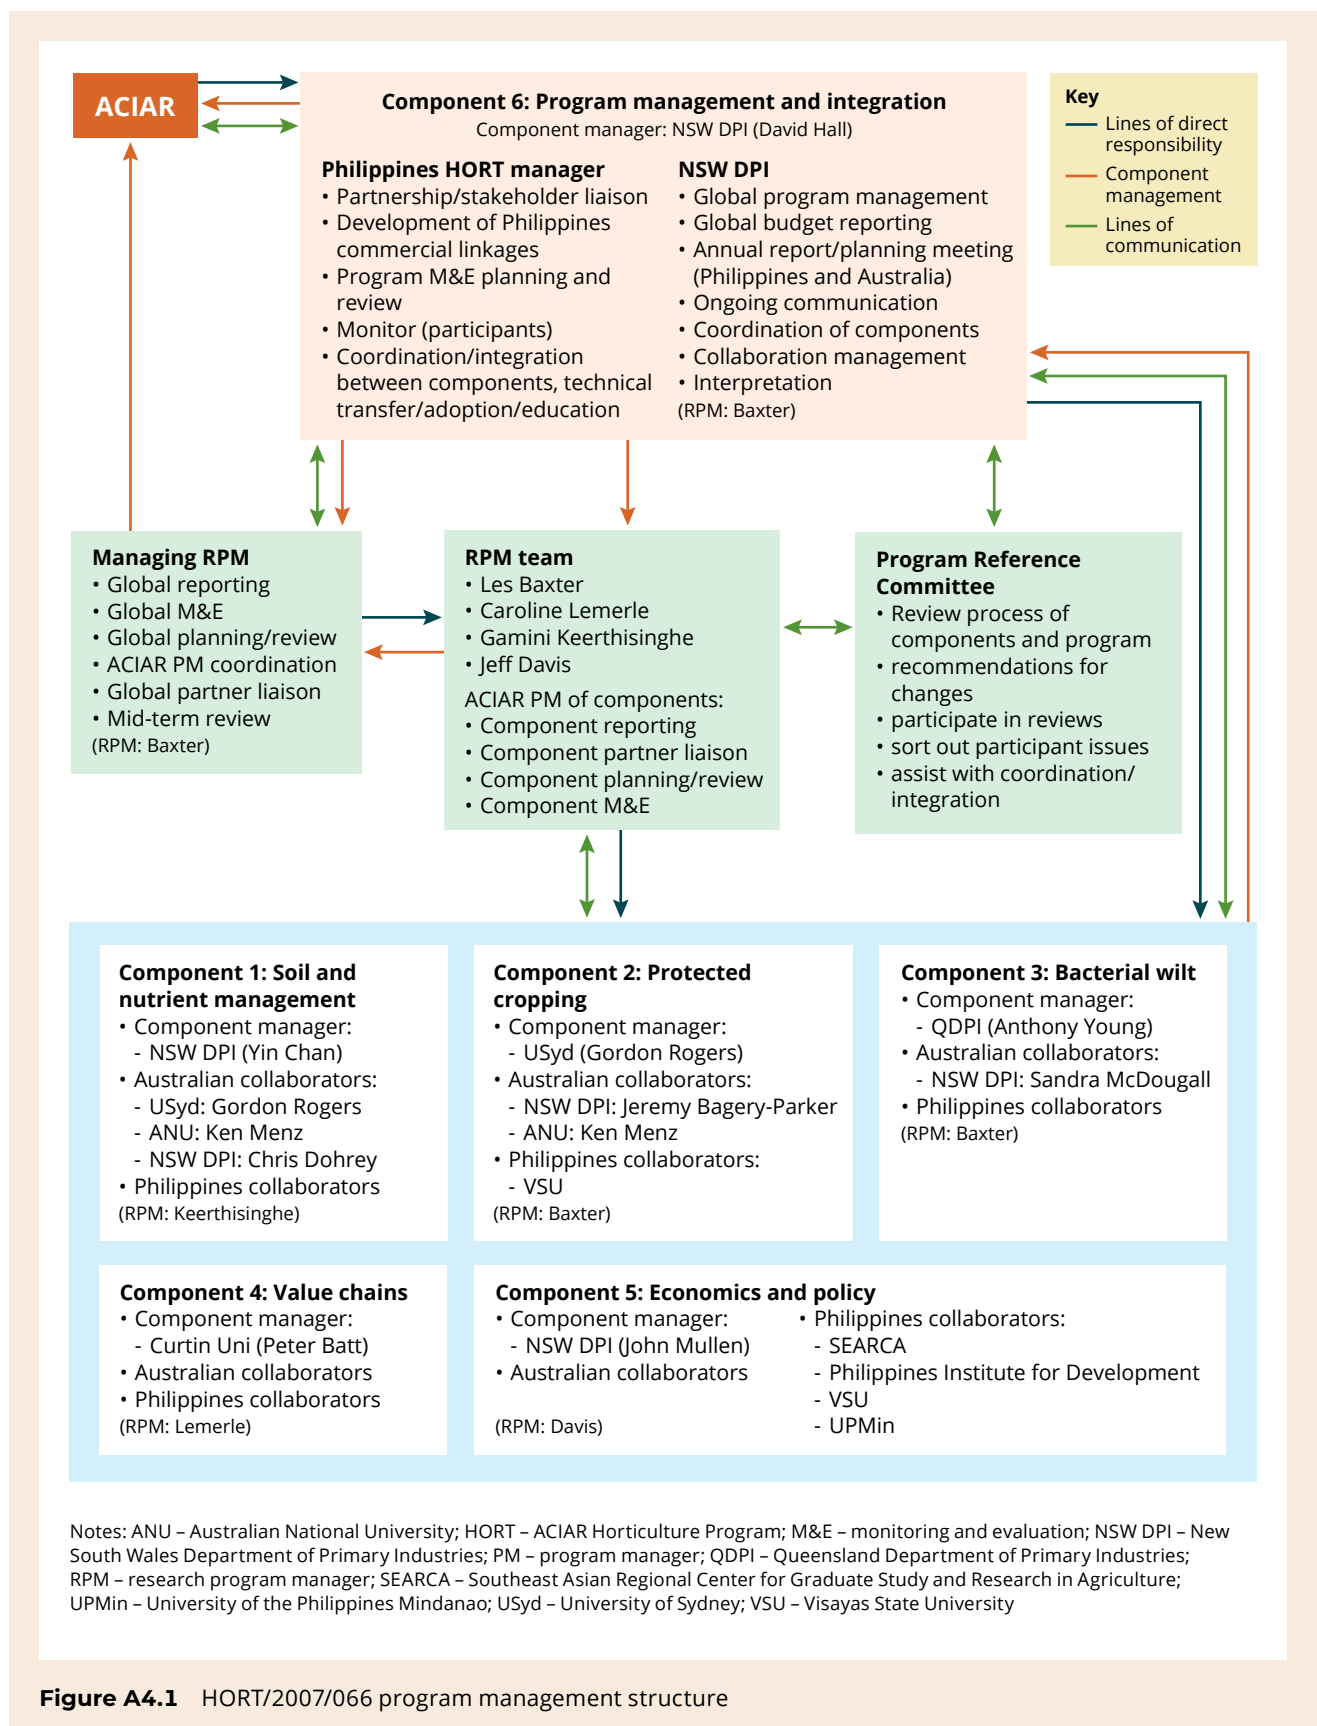 ACIAR
Component 6: Program management and integration
Component manager: NSW DPI (David Hall)
Philippines HORT manager
• Partnership/stakeholder liaison
• Development of Philippines
commercial linkages
• Program M&E planning and
review
• Monitor (participants)
• Coordination/integration
between components, technical
transfer/adoption/education
NSW DPI
• Global program management
• Global budget reporting
• Annual report/planning meeting
(Philippines and Australia)
• Ongoing communication
• Coordination of components
• Collaboration management
• Interpretation
(RPM: Baxter)
Key
Lines of direct
responsibility
Component
management
Lines of
communication
Managing RPM
• Global reporting
• Global M&E
• Global planning/review
• ACIAR PM coordination
• Global partner liaison
• Mid-term review
(RPM: Baxter)
RPM team
• Les Baxter
• Caroline Lemerle
• Gamini Keerthisinghe
• Jeff Davis
ACIAR PM of components:
• Component reporting
• Component partner liaison
• Component planning/review
• Component M&E
Program Reference
Committee
• Review process of
components and program
• recommendations for
changes
• participate in reviews
• sort out participant issues
• assist with coordination/
integration
Component 1: Soil and
nutrient management
• Component manager:
- NSW DPI (Yin Chan)
• Australian collaborators:
- USyd: Gordon Rogers
- ANU: Ken Menz
- NSW DPI: Chris Dohrey
• Philippines collaborators
(RPM: Keerthisinghe)
Component 2: Protected
cropping
• Component manager:
- USyd (Gordon Rogers)
• Australian collaborators:
- NSW DPI: Jeremy Bagery-Parker
- ANU: Ken Menz
• Philippines collaborators:
- VSU
(RPM: Baxter)
Component 3: Bacterial wilt
• Component manager:
- QDPI (Anthony Young)
• Australian collaborators:
- NSW DPI: Sandra McDougall
• Philippines collaborators
(RPM: Baxter)
Component 4: Value chains
• Component manager:
- Curtin Uni (Peter Batt)
• Australian collaborators
• Philippines collaborators
(RPM: Lemerle)
Component 5: Economics and policy
• Component manager:
- NSW DPI (John Mullen)
• Australian collaborators
(RPM: Davis)
• Philippines collaborators:
- SEARCA
- Philippines Institute for Development
- VSU
- UPMin
Notes: ANU – Australian National University; HORT – ACIAR Horticulture Program; M&E – monitoring and evaluation; NSW DPI – New
South Wales Department of Primary Industries; PM – program manager; QDPI – Queensland Department of Primary Industries;
RPM – research program manager; SEARCA – Southeast Asian Regional Center for Graduate Study and Research in Agriculture;
UPMin – University of the Philippines Mindanao; USyd – University of Sydney; VSU – Visayas State University
Figure A4.1 HORT/2007/066 program management structure